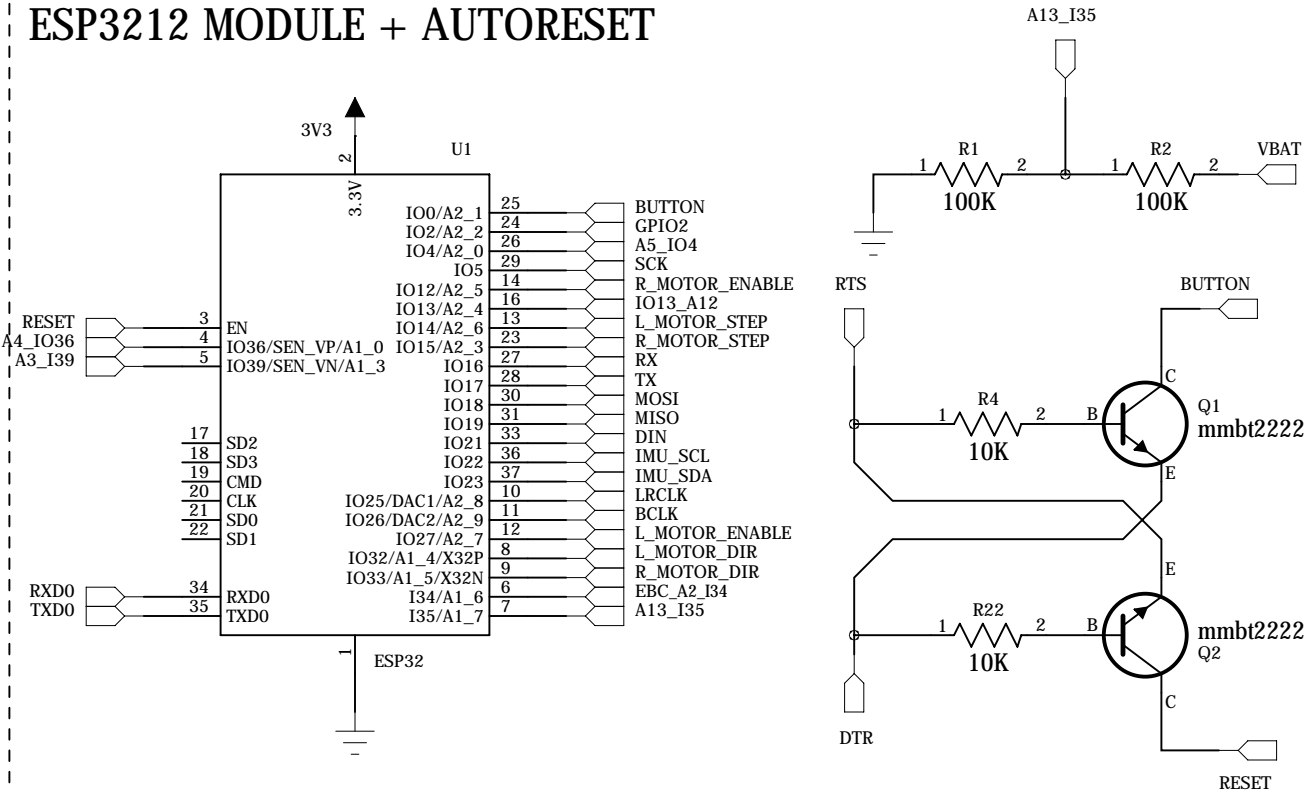 ESP3212 MODULE + AUTORESET
3V3
2
U1
3.3V
IO0/A2_1 25 BUTTON
IO2/A2_2 24 GPIO2
IO4/A2_0 26 A5_IO4
IO5 29 SCK
IO12/A2_5 14 R_MOTOR_ENABLE
IO13/A2_4 16 IO13_A12
RESET 3 EN IO14/A2_6 13 L_MOTOR_STEP
A4_IO36 4 IO36/SEN_VP/A1_0 IO15/A2_3 23 R_MOTOR_STEP
A3_I39 5 IO39/SEN_VN/A1_3 IO16 27 RX
IO17 28 TX
IO18 30 MOSI
IO19 31 MISO
17 SD2 IO21 33 DIN
18 SD3 IO22 36 IMU_SCL
19 CMD IO23 37 IMU_SDA
20 CLK IO25/DAC1/A2_8 10 LRCLK
21 SD0 IO26/DAC2/A2_9 11 BCLK
22 SD1 IO27/A2_7 12 L_MOTOR_ENABLE
IO32/A1_4/X32P 8 L_MOTOR_DIR
IO33/A1_5/X32N 9 R_MOTOR_DIR
RXD0 34 RXD0 I34/A1_6 6 EBC_A2_I34
TXD0 35 TXD0 I35/A1_7 7 A13_I35
1
ESP32
A13_I35
R1 R2 VBAT
1 2 1 2
100K 100K
RTS BUTTON
C
R4 Q1
1 2 B mmbt2222
10K
E
E
R22
1 2 B mmbt2222
10K Q2
C
DTR
RESET